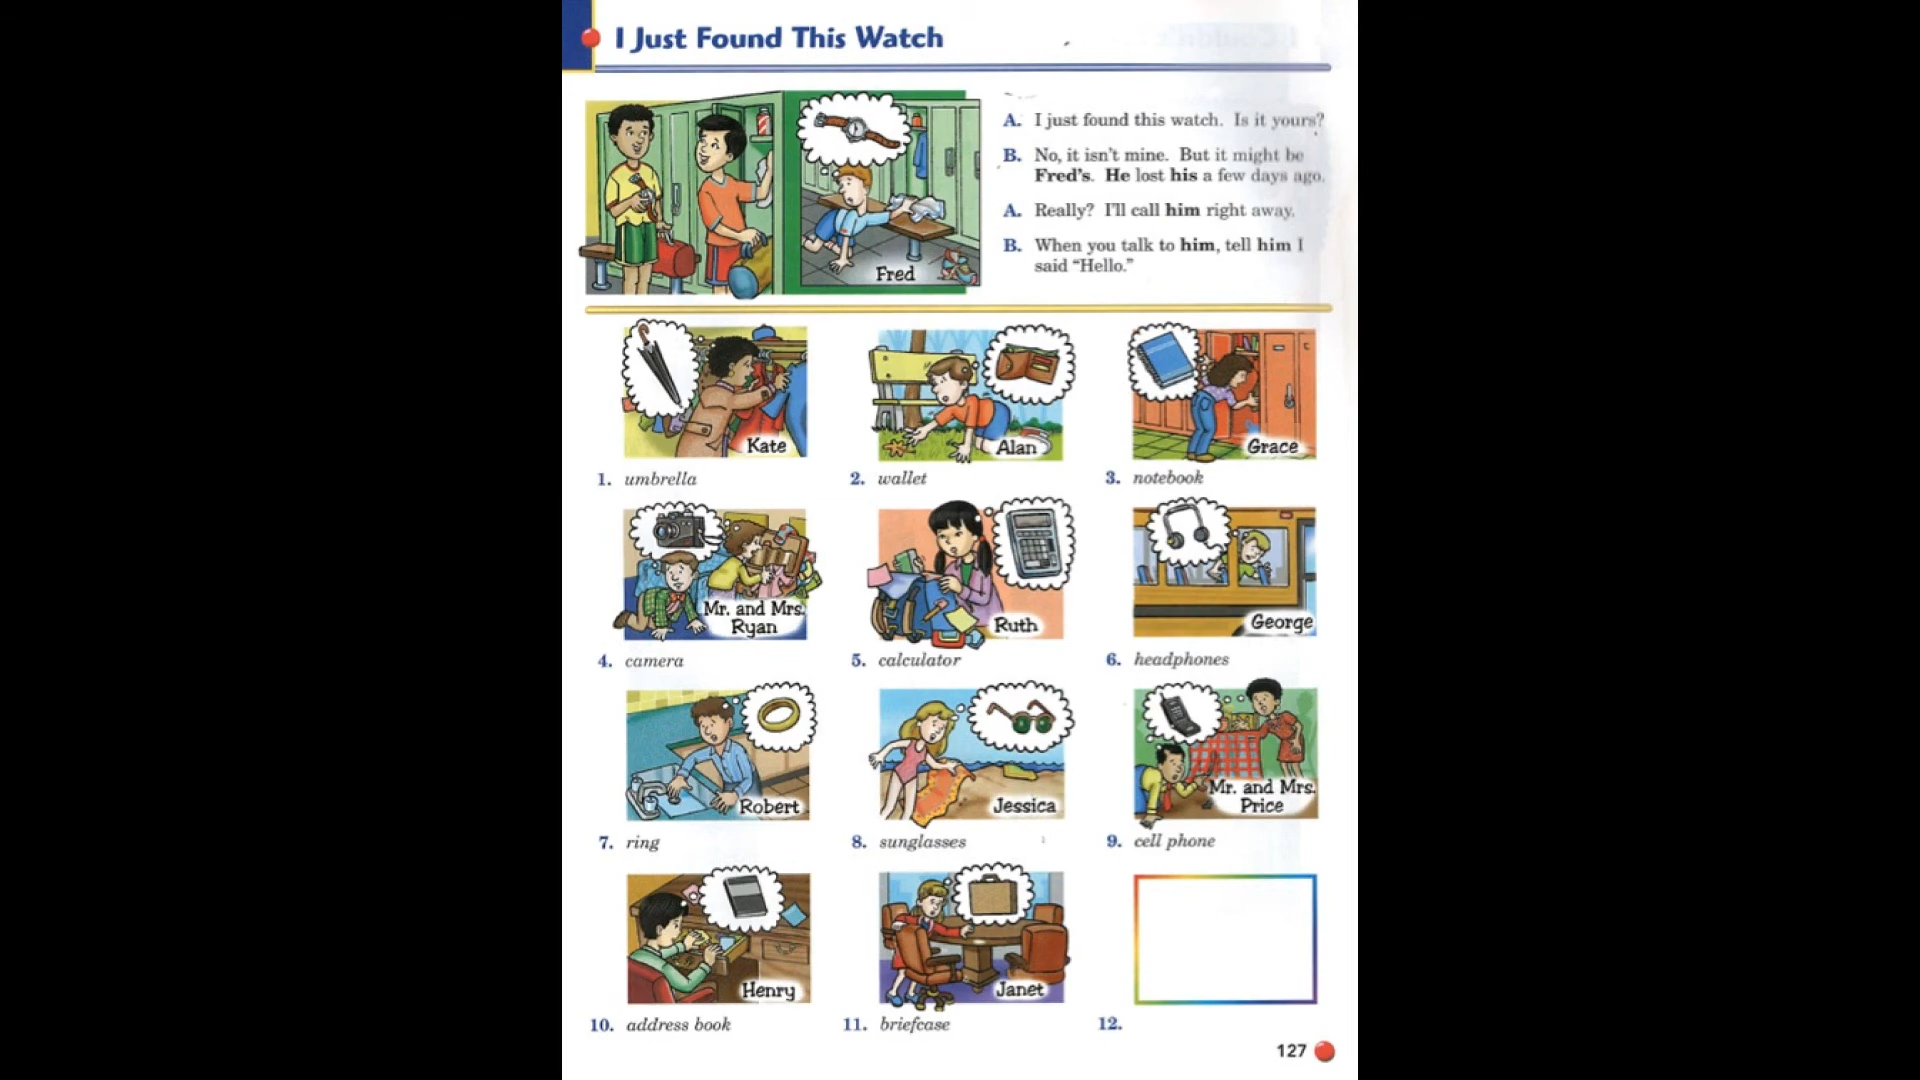 I Just Found This Watch
A. I just found this watch. Is it yours?
B. No, it isn't mine. But it might be
Fred's. He lost his a few days ago.
A. Really? I'll call him right away.
B. When you talk to him, tell him I
said "Hello."
Fred
Kate
Alan
Grace
1. umbrella
2. wallet
3. notebook
Mr. and Mrs.
Ryan
Ruth
George
4. camera
5. calculator
6. headphones
Robert
Jessica
Mr. and Mrs.
Price
7. ring
8. sunglasses
9. cell phone
Henry
Janet
10. address book
11. briefcase
12.
127